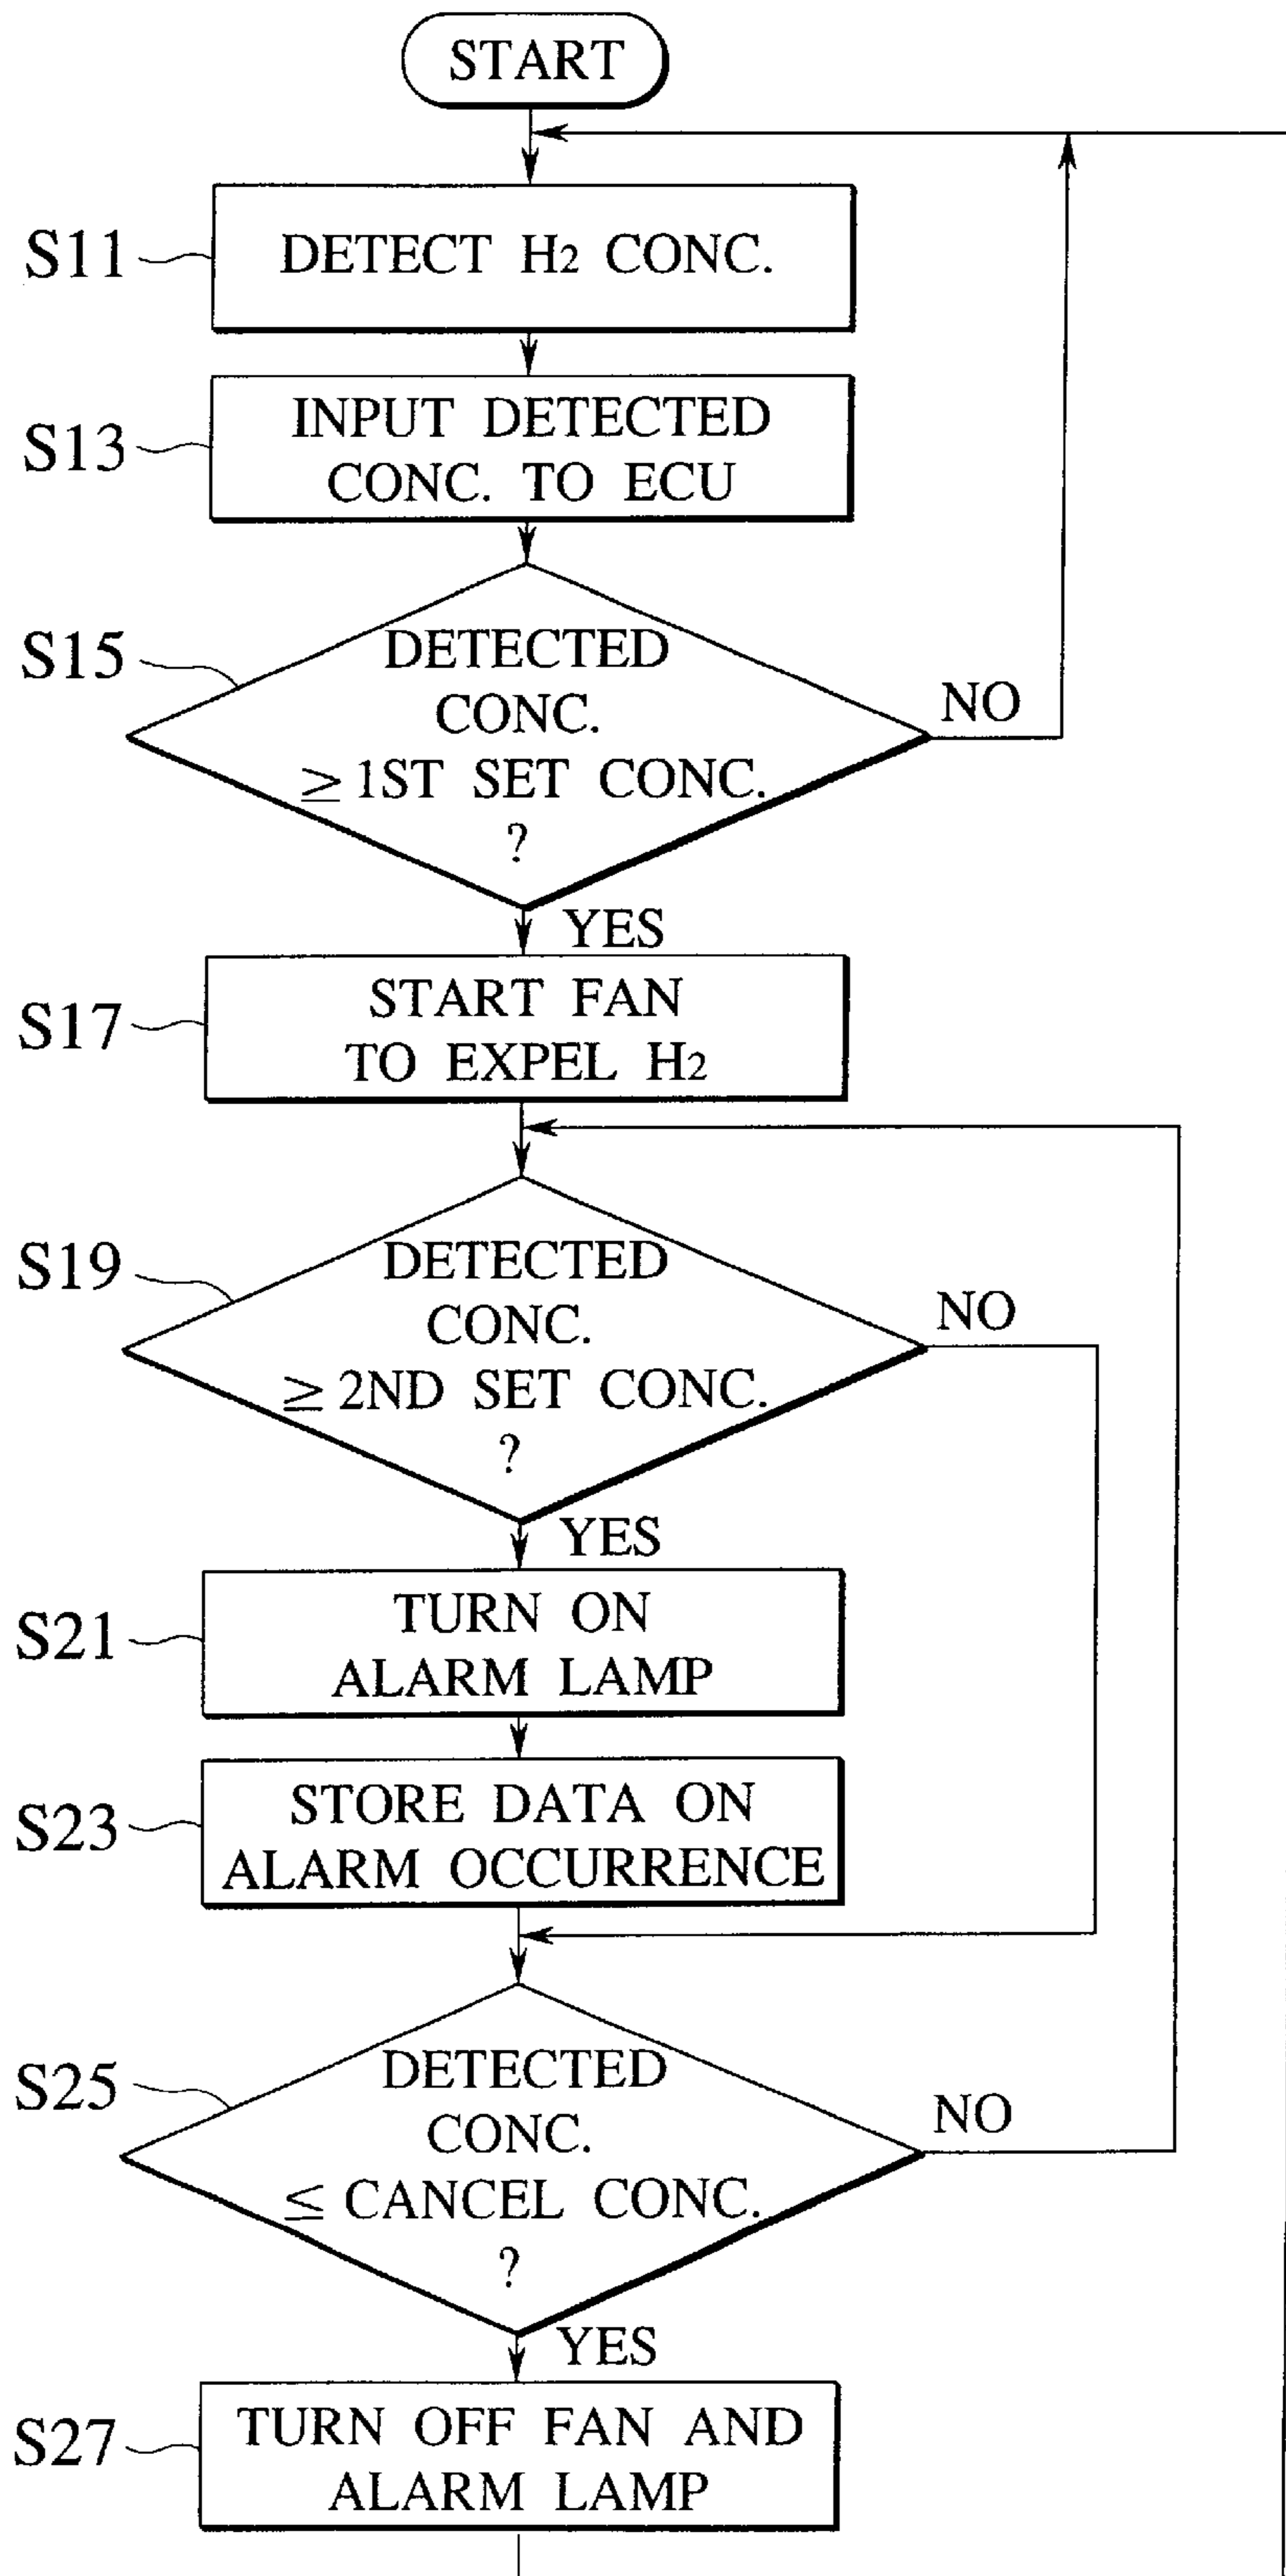 START
S11
DETECT H2 CONC.
S13
INPUT DETECTED
CONC. TO ECU
S15
DETECTED
CONC.
≥ 1ST SET CONC.
?
NO
YES
S17
START FAN
TO EXPEL H2
S19
DETECTED
CONC.
≥ 2ND SET CONC.
?
NO
YES
S21
TURN ON
ALARM LAMP
S23
STORE DATA ON
ALARM OCCURRENCE
S25
DETECTED
CONC.
≤ CANCEL CONC.
?
NO
YES
S27
TURN OFF FAN AND
ALARM LAMP